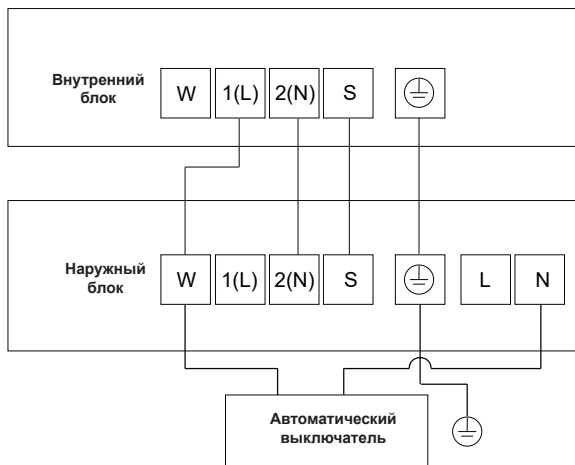 Внутренний
блок
W 1(L) 2(N) S
Наружный
блок
W 1(L) 2(N) S L N
Автоматический
выключатель